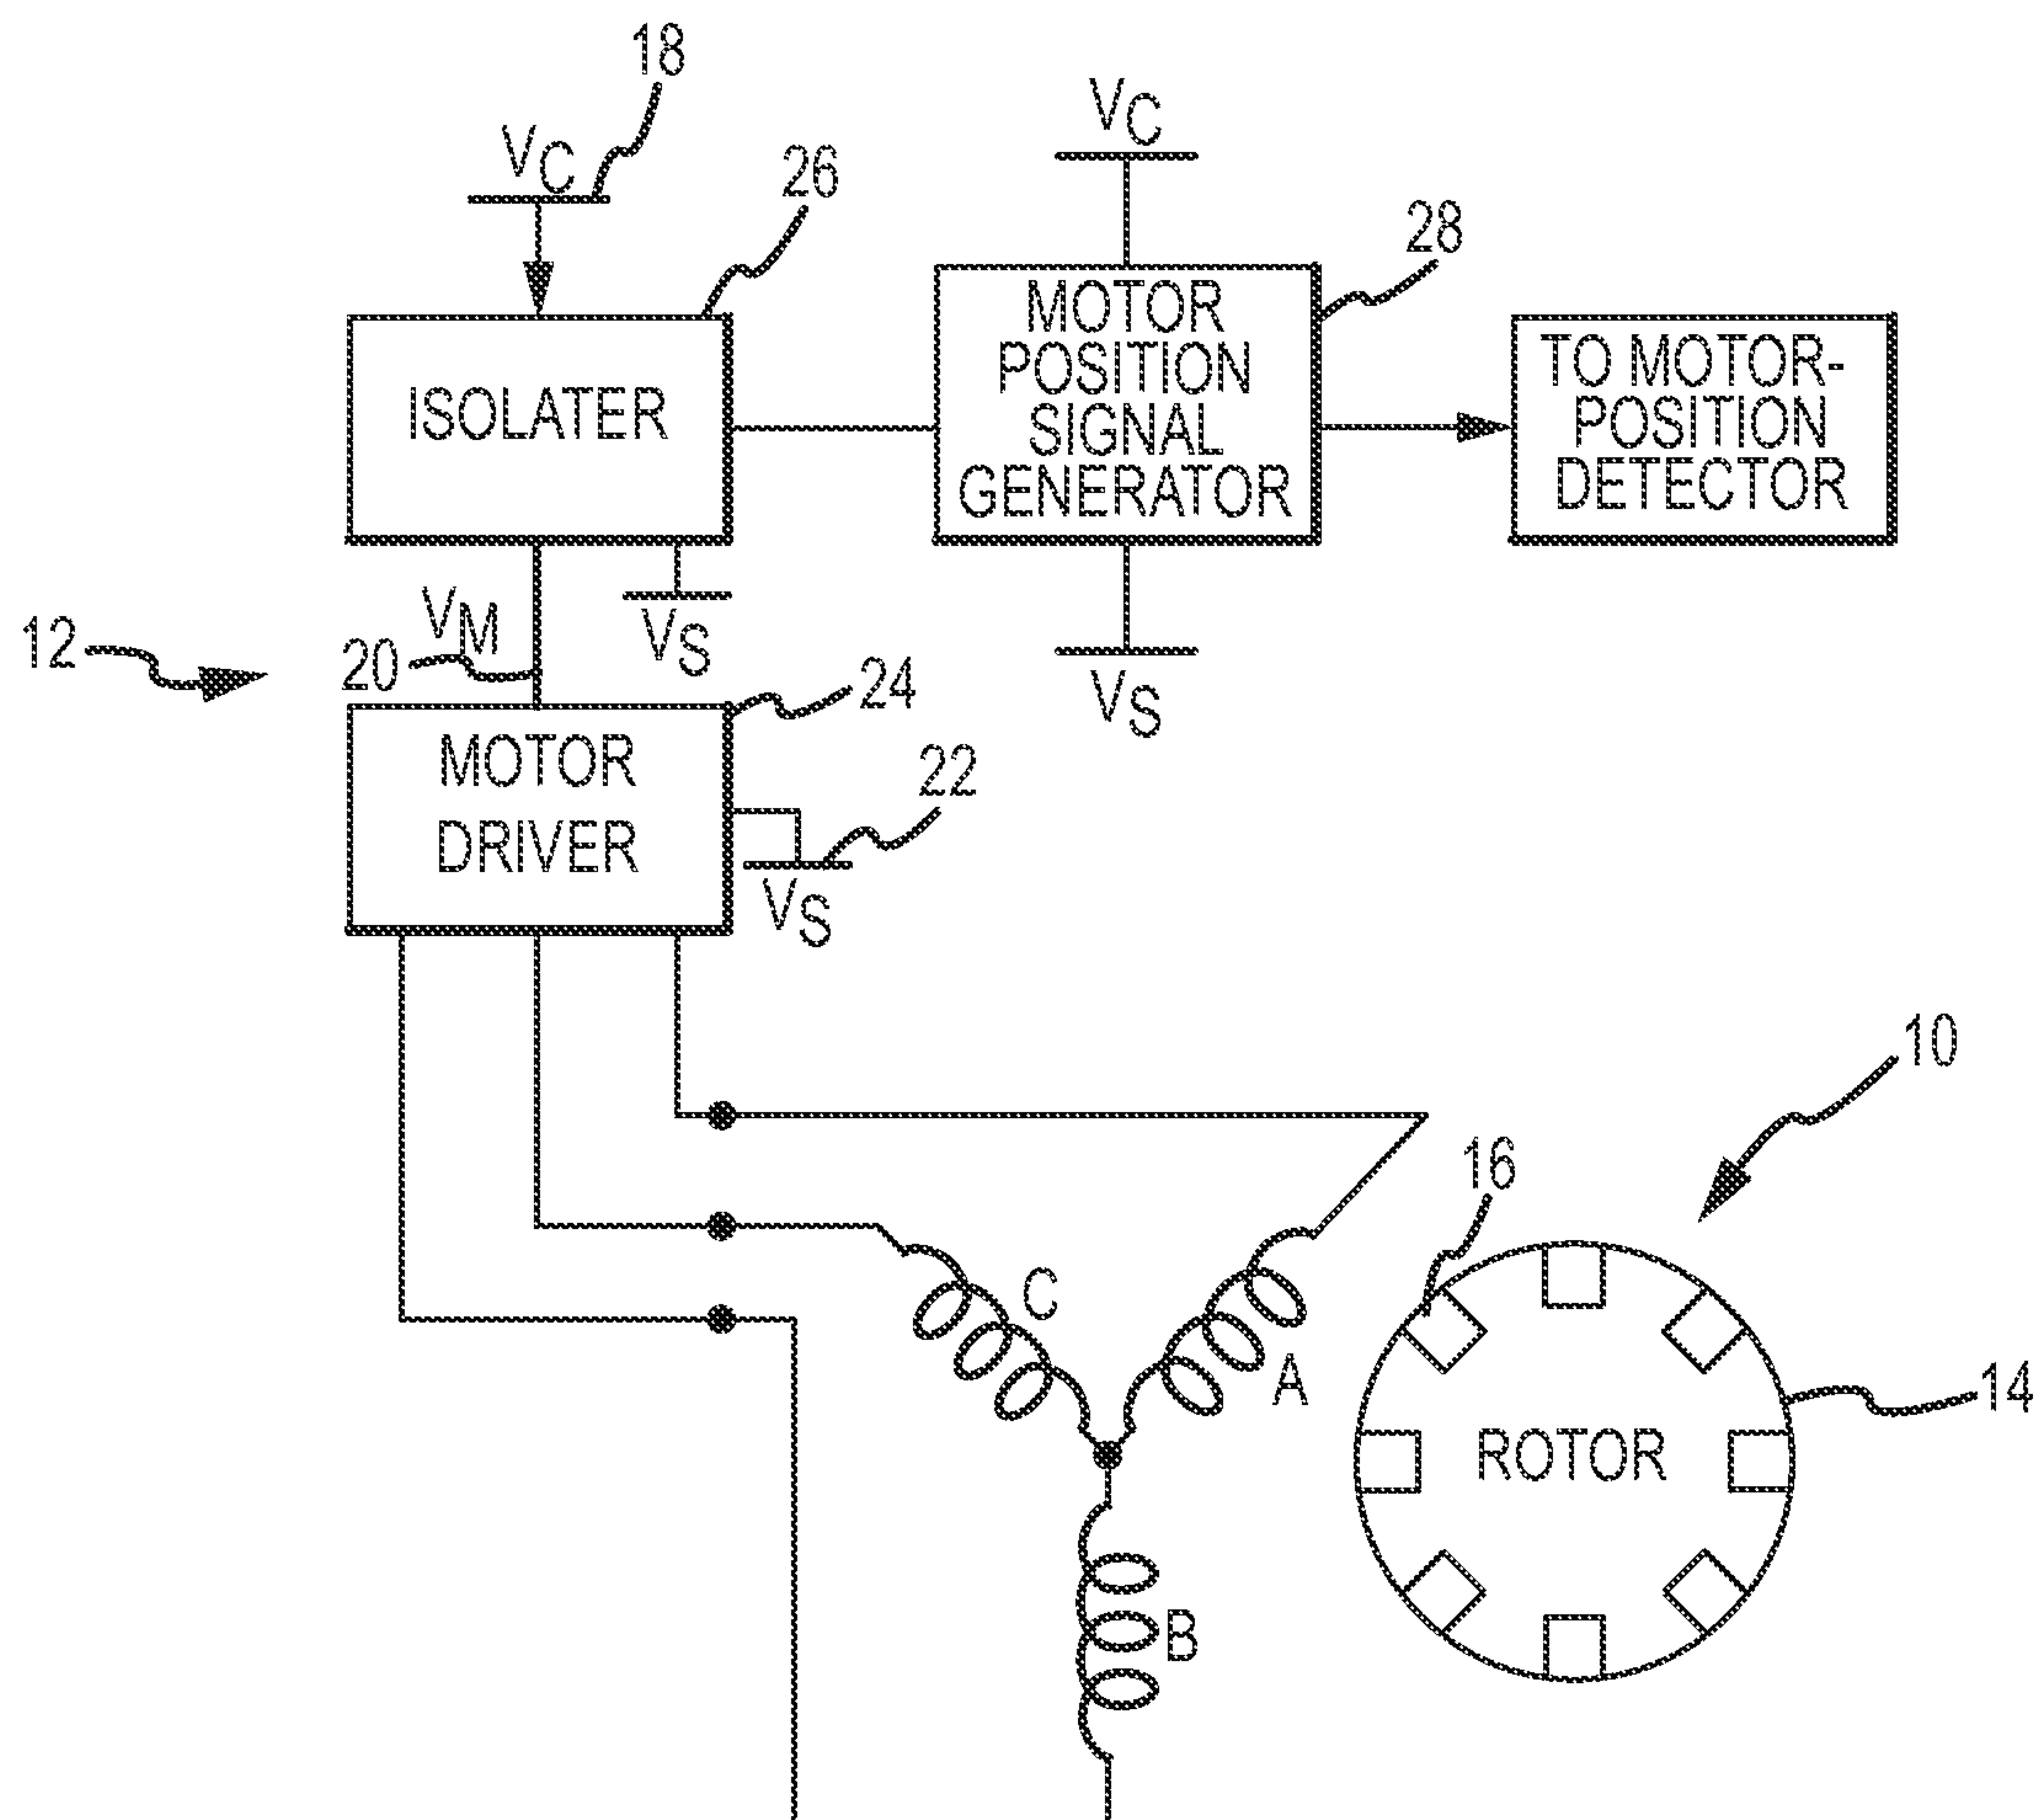 18
VC
26
VC
28
ISOLATER
MOTOR
POSITION
SIGNAL
GENERATOR
TO MOTOR-
POSITION
DETECTOR
12
VM
20
VS
24
VS
MOTOR
DRIVER
22
VS
10
16
C
A
14
ROTOR
B